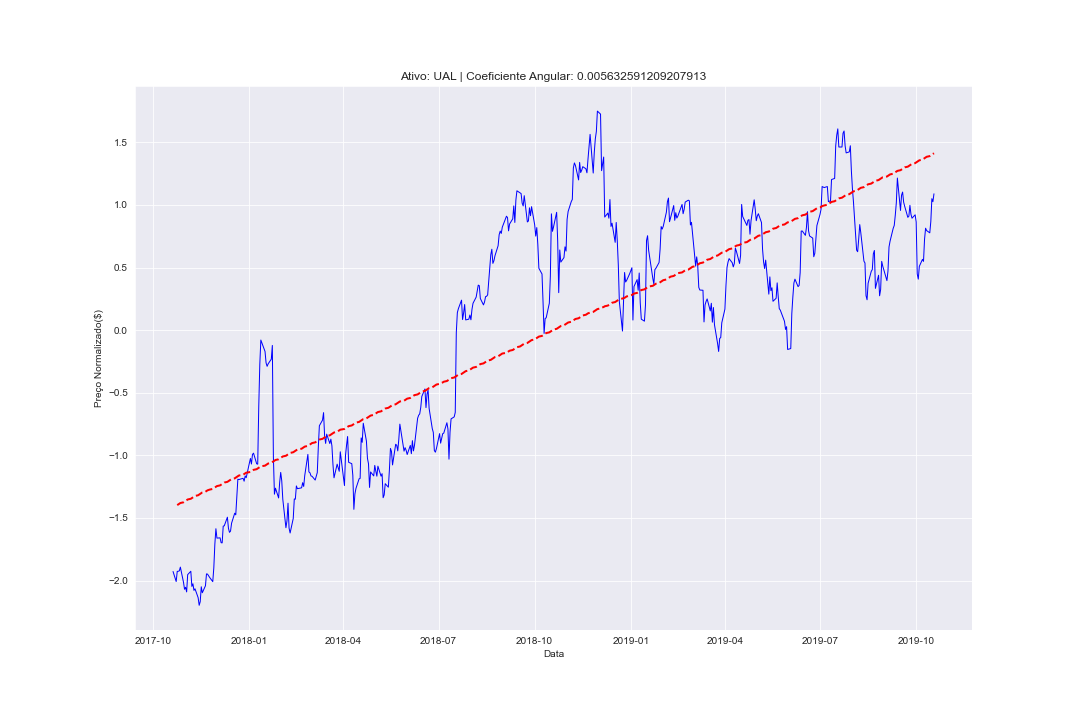 Ativo: UAL | Coeficiente Angular: 0.005632591209207913
Preço Normalizado($)
1.5
1.0
0.5
0.0
−0.5
−1.0
−1.5
−2.0
2017-10 2018-01 2018-04 2018-07 2018-10 2019-01 2019-04 2019-07 2019-10
Data